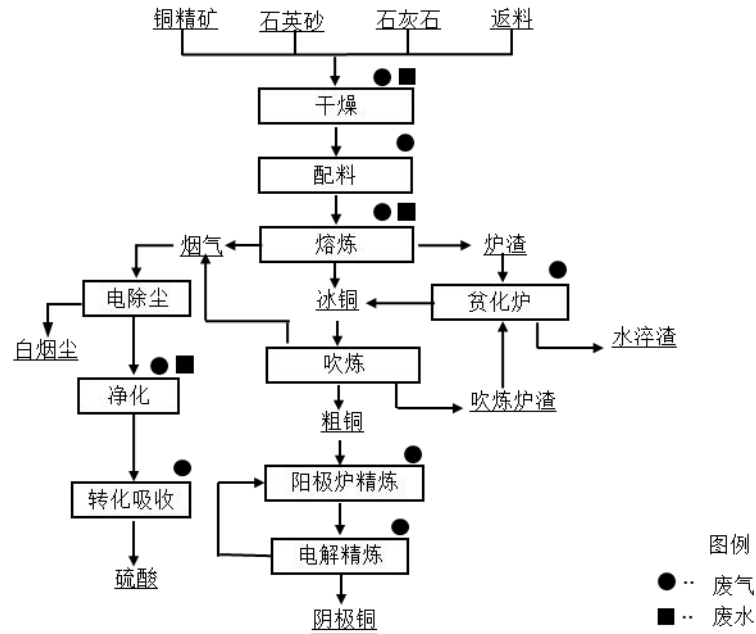 铜精矿 石英砂 石灰石 返料
干燥
配料
烟气 熔炼 炉渣
电除尘 冰铜 贫化炉
白烟尘 吹炼 水淬渣
净化 粗铜 吹炼炉渣
转化吸收 阳极炉精炼
硫酸 电解精炼
阴极铜
图例
废气
废水